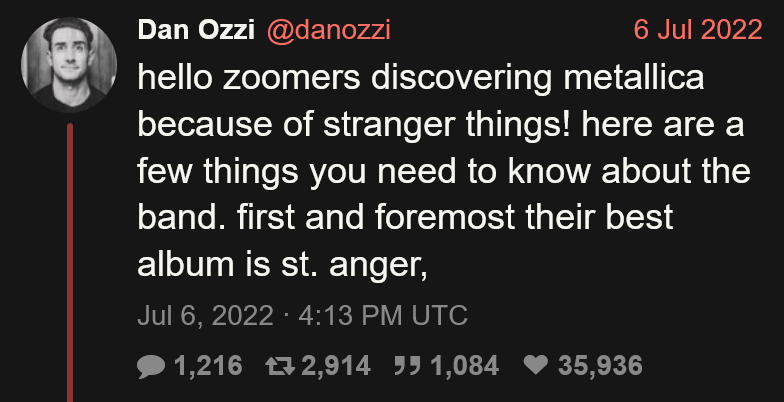 Dan Ozzi @danozzi 6 Jul 2022
hello zoomers discovering metallica
because of stranger things! here are a
few things you need to know about the
band. first and foremost their best
album is st. anger,
Jul 6, 2022 · 4:13 PM UTC
1,216 2,914 1,084 35,936